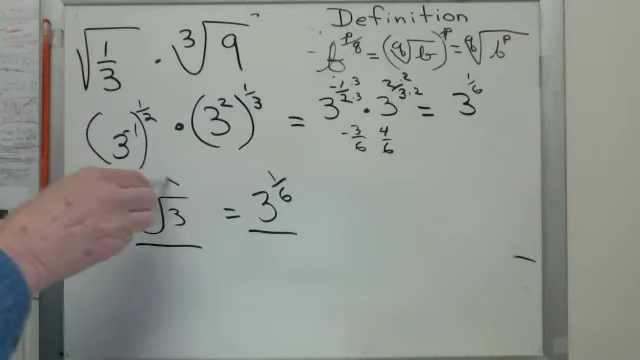 Definition
√(1/3) · ³√9
b^(p/q) = (q√b)^p = q√b^p
(3⁻¹)^(1/2) · (3²)^(1/3) = 3^(-1/2·3/3) · 3^(2/3·2/2) = 3^(1/6)
-3/6 4/6
√3 = 3^(1/6)